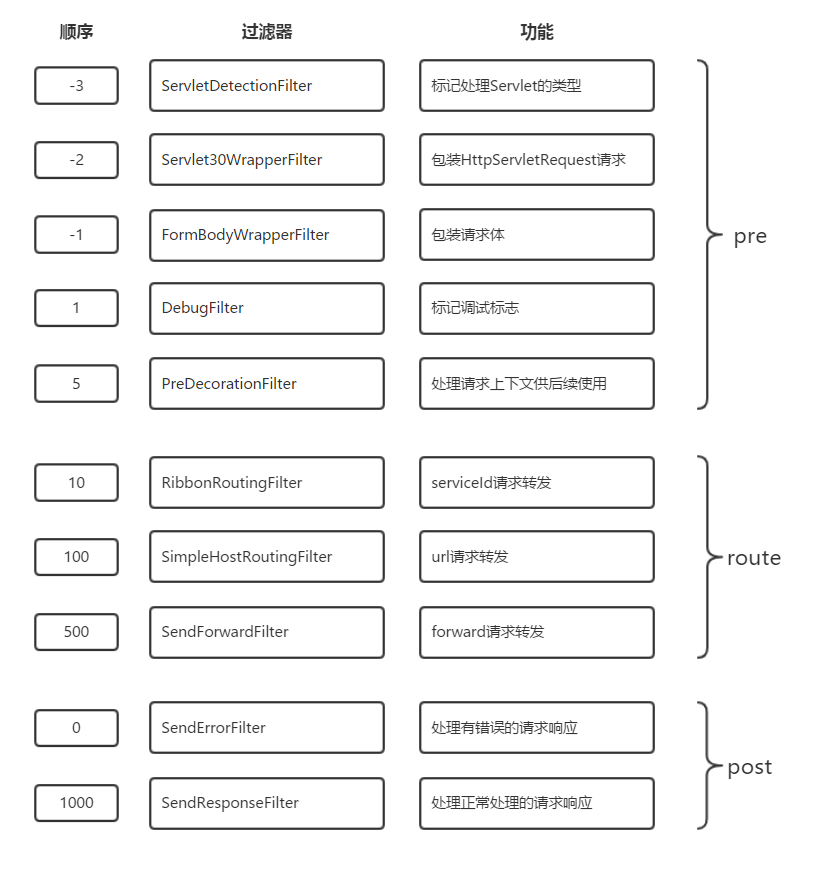 顺序 过滤器 功能
-3 ServletDetectionFilter 标记处理Servlet的类型
-2 Servlet30WrapperFilter 包装HttpServletRequest请求
-1 FormBodyWrapperFilter 包装请求体
pre
1 DebugFilter 标记调试标志
5 PreDecorationFilter 处理请求上下文供后续使用
10 RibbonRoutingFilter serviceId请求转发
100 SimpleHostRoutingFilter url请求转发
route
500 SendForwardFilter forward请求转发
0 SendErrorFilter 处理有错误的请求响应
post
1000 SendResponseFilter 处理正常处理的请求响应